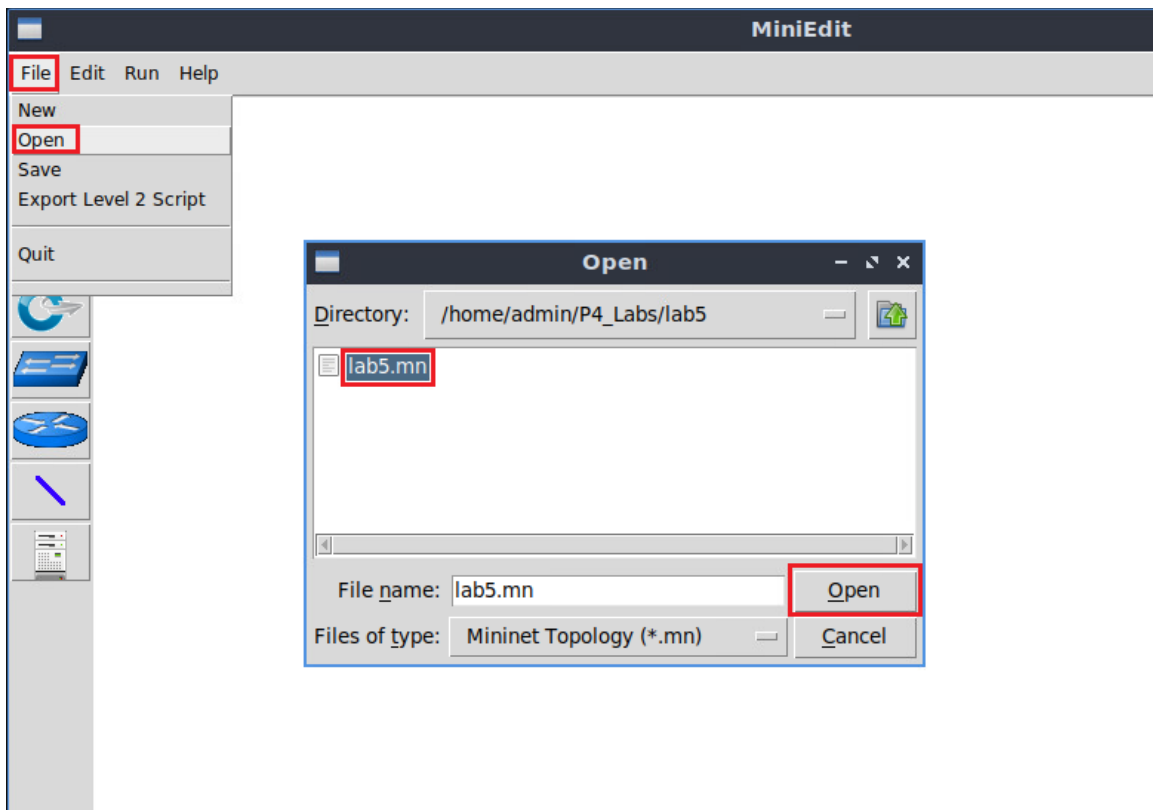 MiniEdit
File Edit Run Help
New
Open
Save
Export Level 2 Script
Quit
Open
Directory: /home/admin/P4_Labs/lab5
lab5.mn
File name: lab5.mn
Open
Files of type: Mininet Topology (*.mn)
Cancel